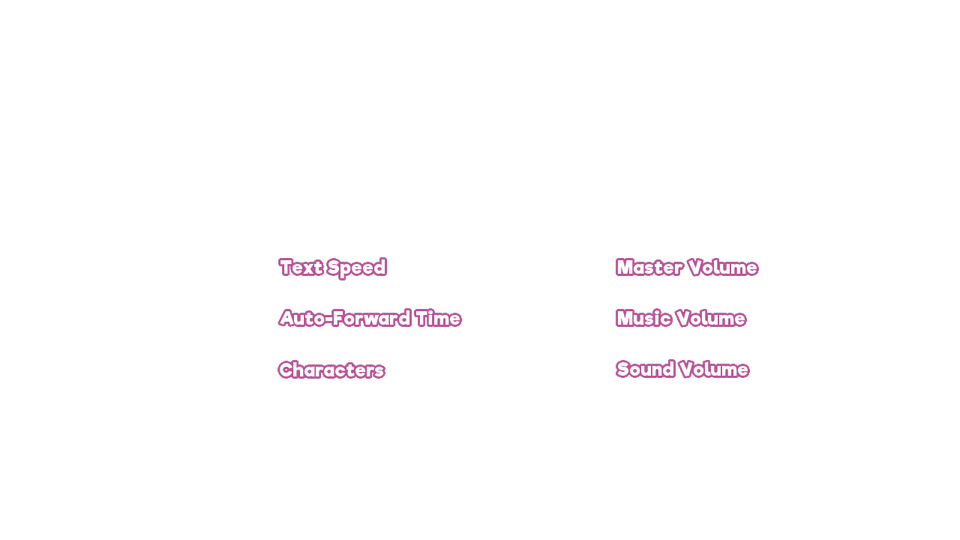 Text Speed
Auto-Forward Time
Characters
Master Volume
Music Volume
Sound Volume